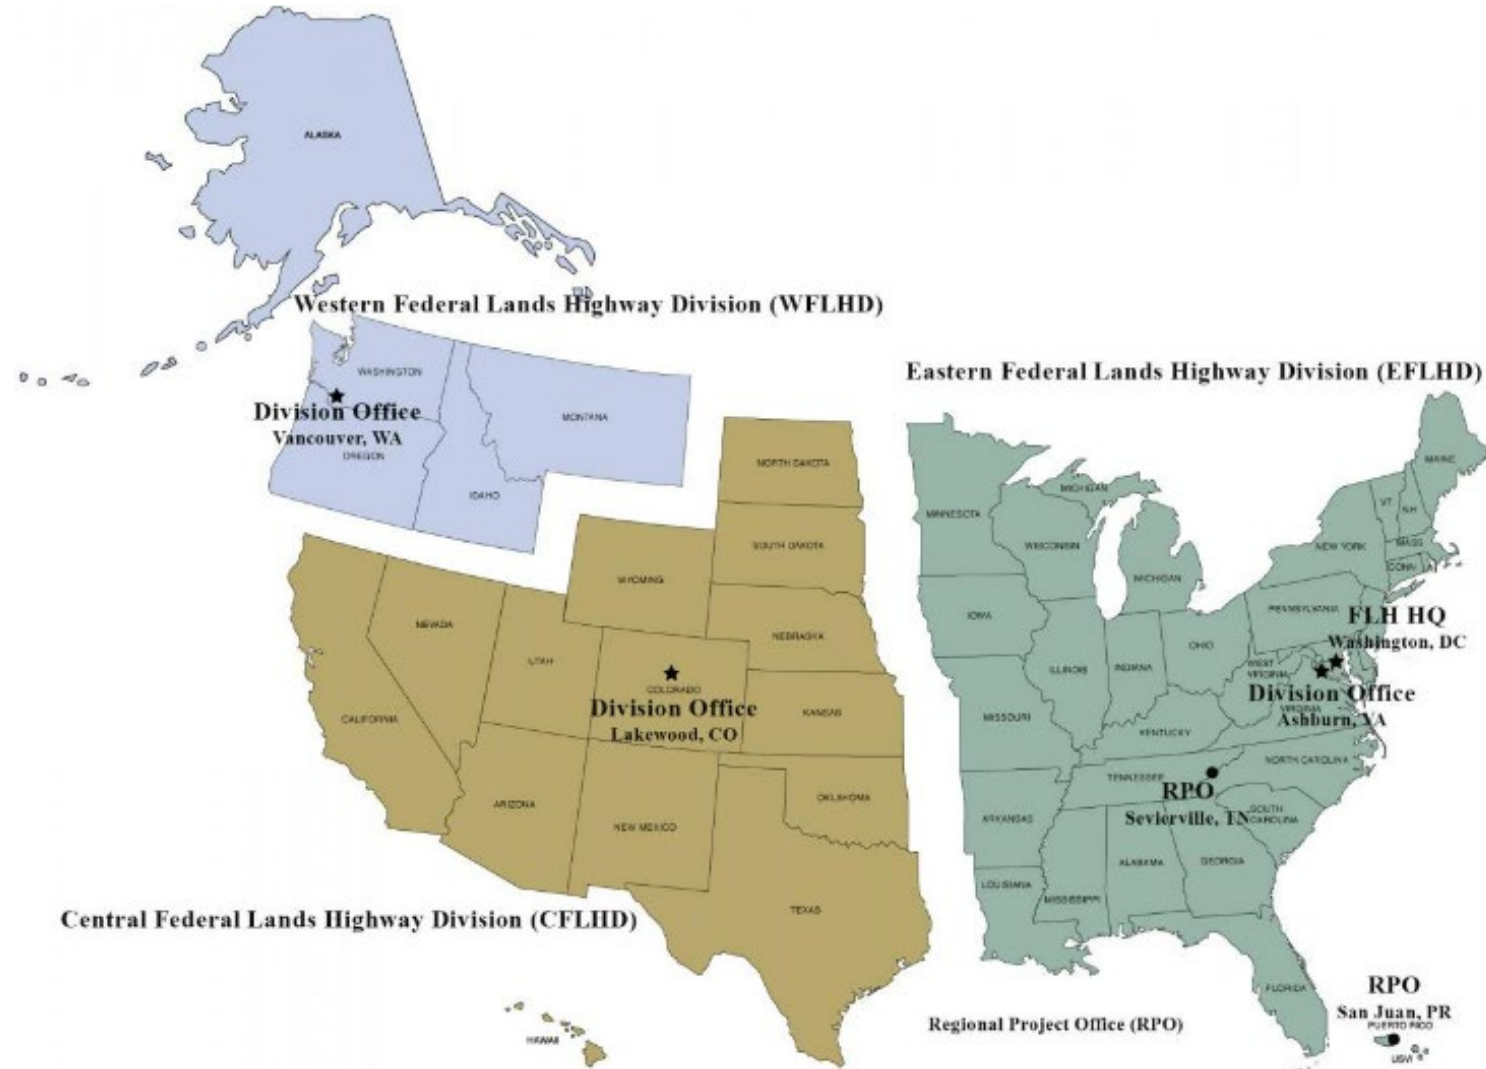 ALASKA
Western Federal Lands Highway Division (WFLHD)
WASHINGTON
Division Office
Vancouver, WA
OREGON
MONTANA
IDAHO
Eastern Federal Lands Highway Division (EFLHD)
NORTH DAKOTA
SOUTH DAKOTA
WYOMING
NEBRASKA
NEVADA
UTAH
COLORADO
Division Office
Lakewood, CO
CALIFORNIA
KANSAS
ARIZONA
NEW MEXICO
OKLAHOMA
TEXAS
Central Federal Lands Highway Division (CFLHD)
HAWAII
MAINE
VT
NH
MICHIGAN
MINNESOTA
WISCONSIN
NEW YORK
MASS
CONN
MICHIGAN
IOWA
PENNSYLVANIA
FLH HQ
Washington, DC
ILLINOIS
INDIANA
OHIO
WEST
VIRGINIA
Division Office
VIRGINIA
Ashburn, VA
MISSOURI
KENTUCKY
TENNESSEE
NORTH CAROLINA
RPO
Sevierville, TN
SOUTH
CAROLINA
ARKANSAS
ALABAMA
GEORGIA
LOUISIANA
MISSISSIPPI
FLORIDA
RPO
San Juan, PR
PUERTO RICO
USVI
Regional Project Office (RPO)